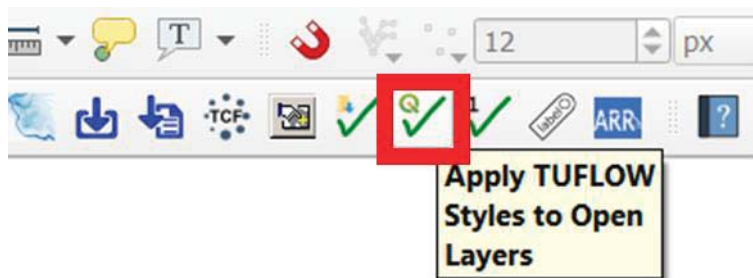 T
12
px
TCF
Q
1
label
ARR
?
Apply TUFLOW
Styles to Open
Layers